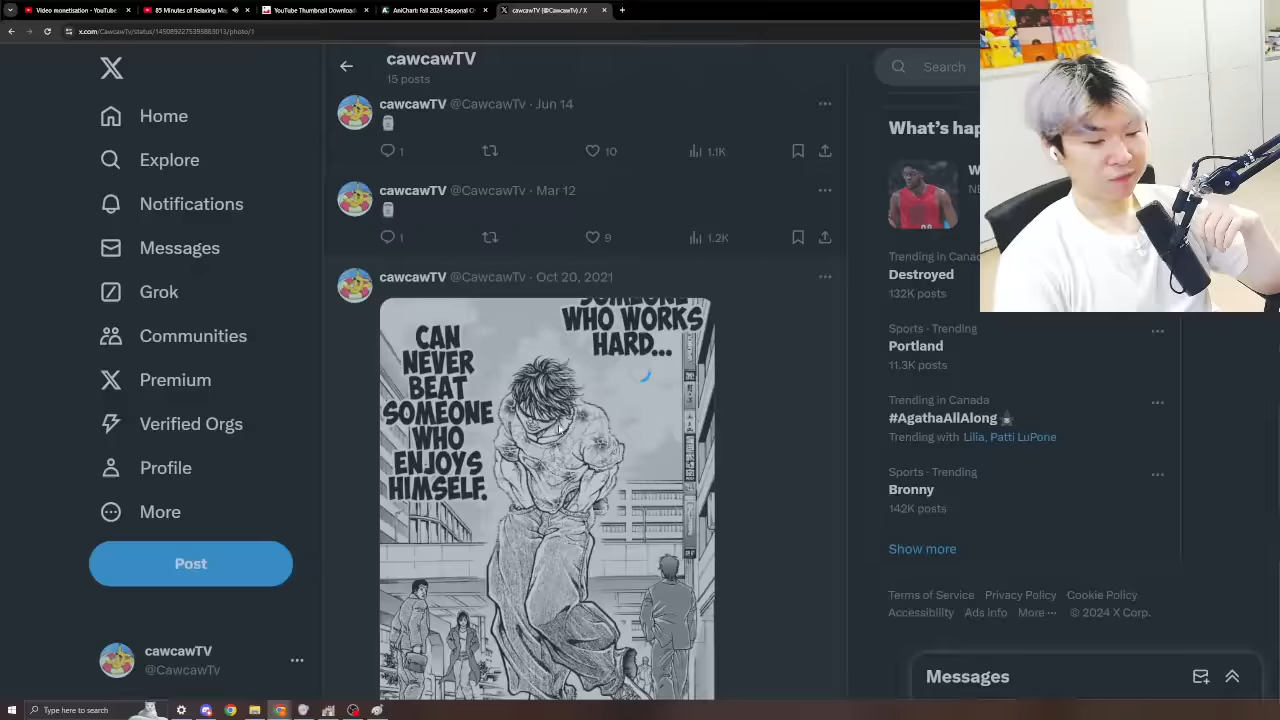 Video monetisation - YouTube
85 Minutes of Relaxing Ma
YouTube Thumbnail Download
AniChart: Fall 2024 Seasonal C
cawcawTV (@CawcawTv) / X
x.com/CawcawTv/status/1450892275395883013/photo/1
cawcawTV
15 posts
Search
Home
Explore
Notifications
Messages
Grok
Communities
Premium
Verified Orgs
Profile
More
Post
cawcawTV
@CawcawTv
cawcawTV @CawcawTv · Jun 14
1
10
1.1K
cawcawTV @CawcawTv · Mar 12
1
9
1.2K
cawcawTV @CawcawTv · Oct 20, 2021
SOMEONE
WHO WORKS
HARD...
CAN
NEVER
BEAT
SOMEONE
WHO
ENJOYS
HIMSELF.
What's hap
Trending in Canad
Destroyed
132K posts
Sports · Trending
Portland
11.3K posts
Trending in Canada
#AgathaAllAlong
Trending with Lilia, Patti LuPone
Sports · Trending
Bronny
142K posts
Show more
Terms of Service Privacy Policy Cookie Policy
Accessibility Ads info More ··· © 2024 X Corp.
Messages
Type here to search